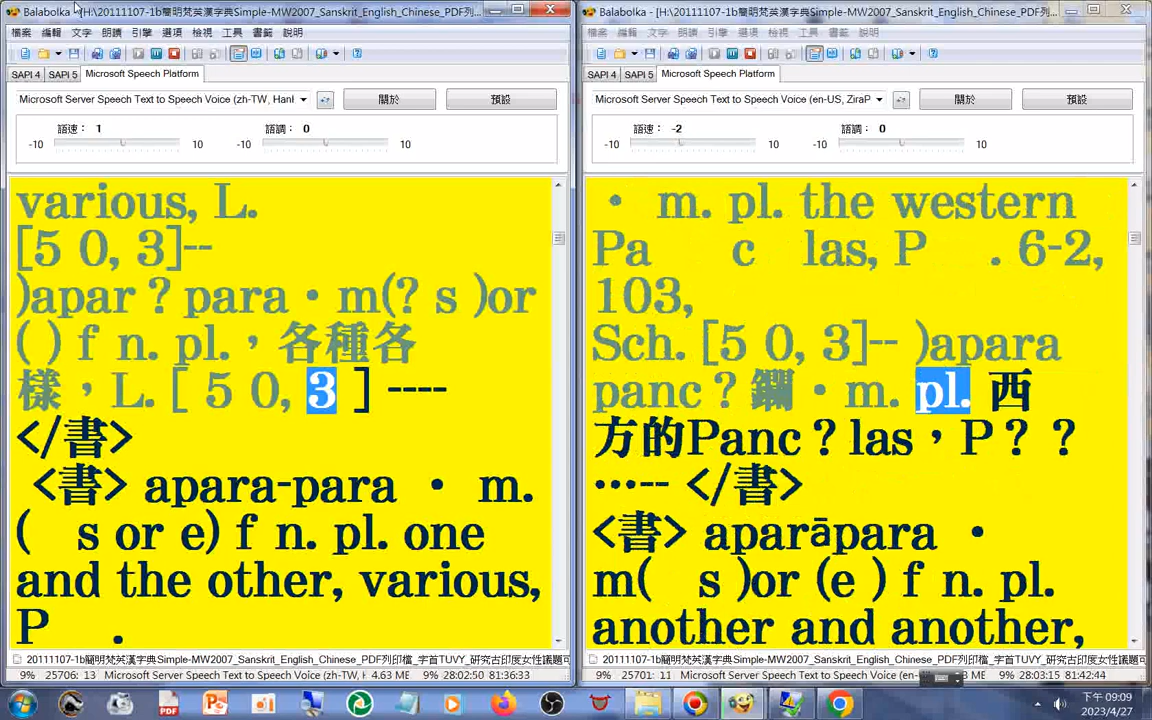 Balabolka - [H:\20111107-1b簡明梵英漢字典Simple-MW2007_Sanskrit_English_Chinese_PDF列...
檔案 編輯 文字 朗讀 引擎 選項 檢視 工具 書籤 說明
SAPI 4 SAPI 5 Microsoft Speech Platform
Microsoft Server Speech Text to Speech Voice (zh-TW, Hanl 關於 預設
語速： 1 語調： 0
-10 10 -10 10
various, L.
[5 0, 3]--
)apar？para・m(? s )or
( ) f n. pl.，各種各
樣，L. [ 5 0, 3 ] ----
</書>
<書> apara-para ・ m.
( s or e) f n. pl. one
and the other, various,
P .
20111107-1b簡明梵英漢字典Simple-MW2007_Sanskrit_English_Chinese_PDF列印檔_字首TUVY_研究古印度女性議題可
9% 25706: 13 Microsoft Server Speech Text to Speech Voice (zh-TW, H 4.63 ME 9% 28:02:50 81:36:33
Balabolka - [H:\20111107-1b簡明梵英漢字典Simple-MW2007_Sanskrit_English_Chinese_PDF列印...
檔案 編輯 文字 朗讀 引擎 選項 檢視 工具 書籤 說明
SAPI 4 SAPI 5 Microsoft Speech Platform
Microsoft Server Speech Text to Speech Voice (en-US, ZiraP 關於 預設
語速： -2 語調： 0
-10 10 -10 10
・ m. pl. the western
Pa c las, P . 6-2,
103,
Sch. [5 0, 3]-- )apara
panc？鑭・m. pl. 西
方的Panc？las，P？？
…-- </書>
<書> aparāpara ・
m( s )or (e ) f n. pl.
another and another,
20111107-1b簡明梵英漢字典Simple-MW2007_Sanskrit_English_Chinese_PDF列印檔_字首TUVY_研究古印度女性議題可
9% 25701: 11 Microsoft Server Speech Text to Speech Voice 9% 28:03:15 81:42:44
下午 09:09
2023/4/27